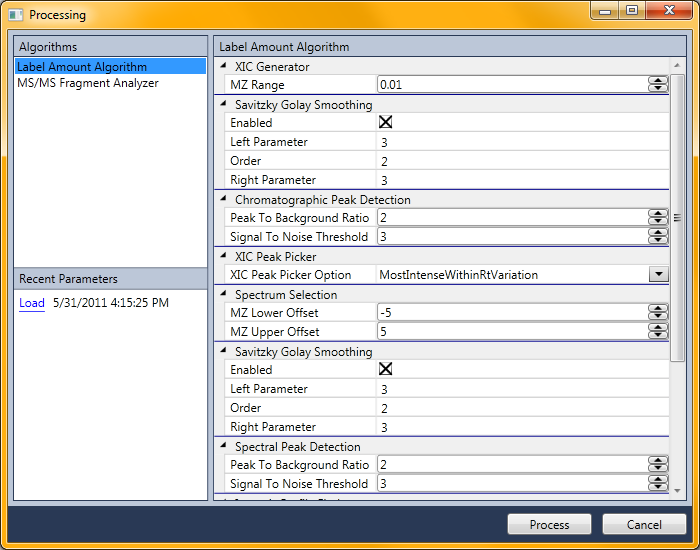 Processing
Algorithms
Label Amount Algorithm
MS/MS Fragment Analyzer
Recent Parameters
Load 5/31/2011 4:15:25 PM
Label Amount Algorithm
XIC Generator
MZ Range 0.01
Savitzky Golay Smoothing
Enabled
Left Parameter 3
Order 2
Right Parameter 3
Chromatographic Peak Detection
Peak To Background Ratio 2
Signal To Noise Threshold 3
XIC Peak Picker
XIC Peak Picker Option MostIntenseWithinRtVariation
Spectrum Selection
MZ Lower Offset -5
MZ Upper Offset 5
Savitzky Golay Smoothing
Enabled
Left Parameter 3
Order 2
Right Parameter 3
Spectral Peak Detection
Peak To Background Ratio 2
Signal To Noise Threshold 3
Process Cancel